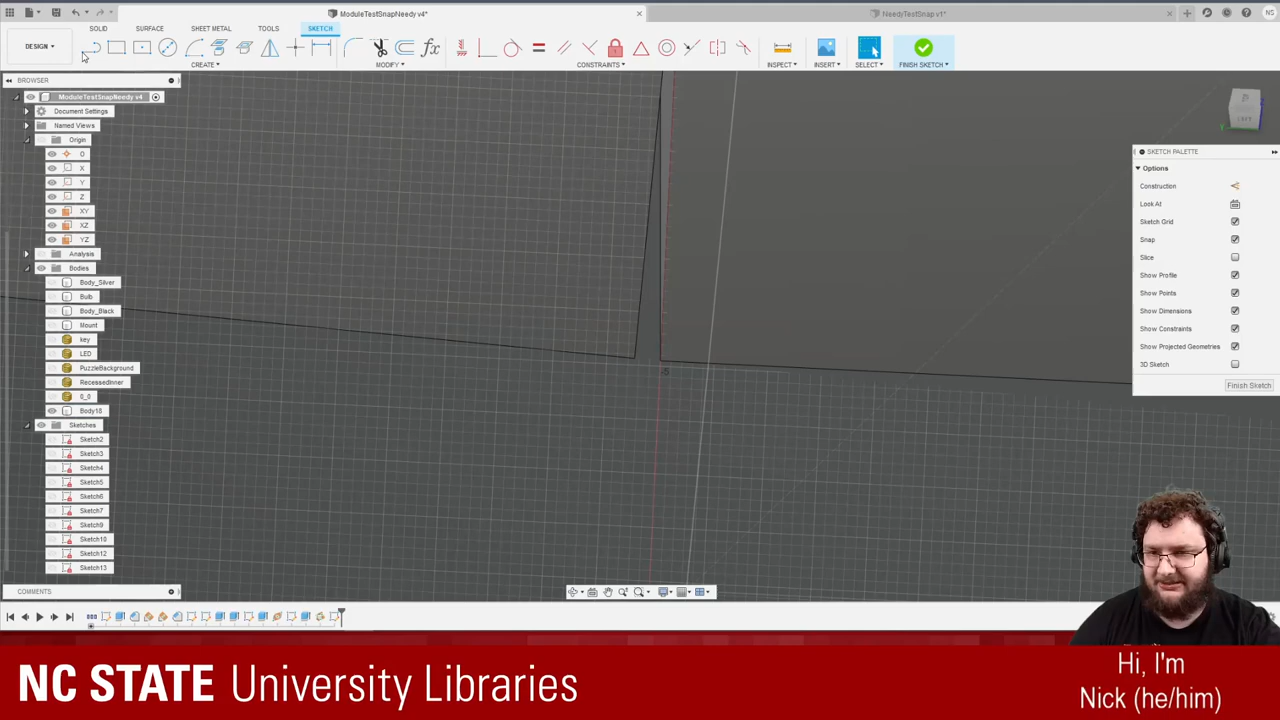 ModuleTestSnapNeedy v4*
NeedyTestSnap v1*
NS
DESIGN
SOLID
SURFACE
SHEET METAL
TOOLS
SKETCH
CREATE
MODIFY
CONSTRAINTS
INSPECT
INSERT
SELECT
FINISH SKETCH
BROWSER
ModuleTestSnapNeedy v4
Document Settings
Named Views
Origin
O
X
Y
Z
XY
XZ
YZ
Analysis
Bodies
Body_Silver
Bulb
Body_Black
Mount
key
LED
PuzzleBackground
RecessedInner
0_0
Body18
Sketches
Sketch2
Sketch3
Sketch4
Sketch5
Sketch6
Sketch7
Sketch9
Sketch10
Sketch12
Sketch13
COMMENTS
LEFT
SKETCH PALETTE
Options
Construction
Look At
Sketch Grid
Snap
Slice
Show Profile
Show Points
Show Dimensions
Show Constraints
Show Projected Geometries
3D Sketch
Finish Sketch
NC STATE University Libraries
Hi, I'm
Nick (he/him)